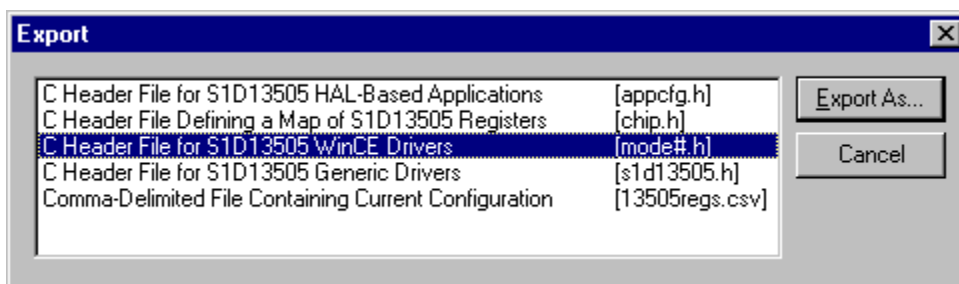 Export
C Header File for S1D13505 HAL-Based Applications [appcfg.h]
C Header File Defining a Map of S1D13505 Registers [chip.h]
C Header File for S1D13505 WinCE Drivers [mode#.h]
C Header File for S1D13505 Generic Drivers [s1d13505.h]
Comma-Delimited File Containing Current Configuration [13505regs.csv]
Export As...
Cancel